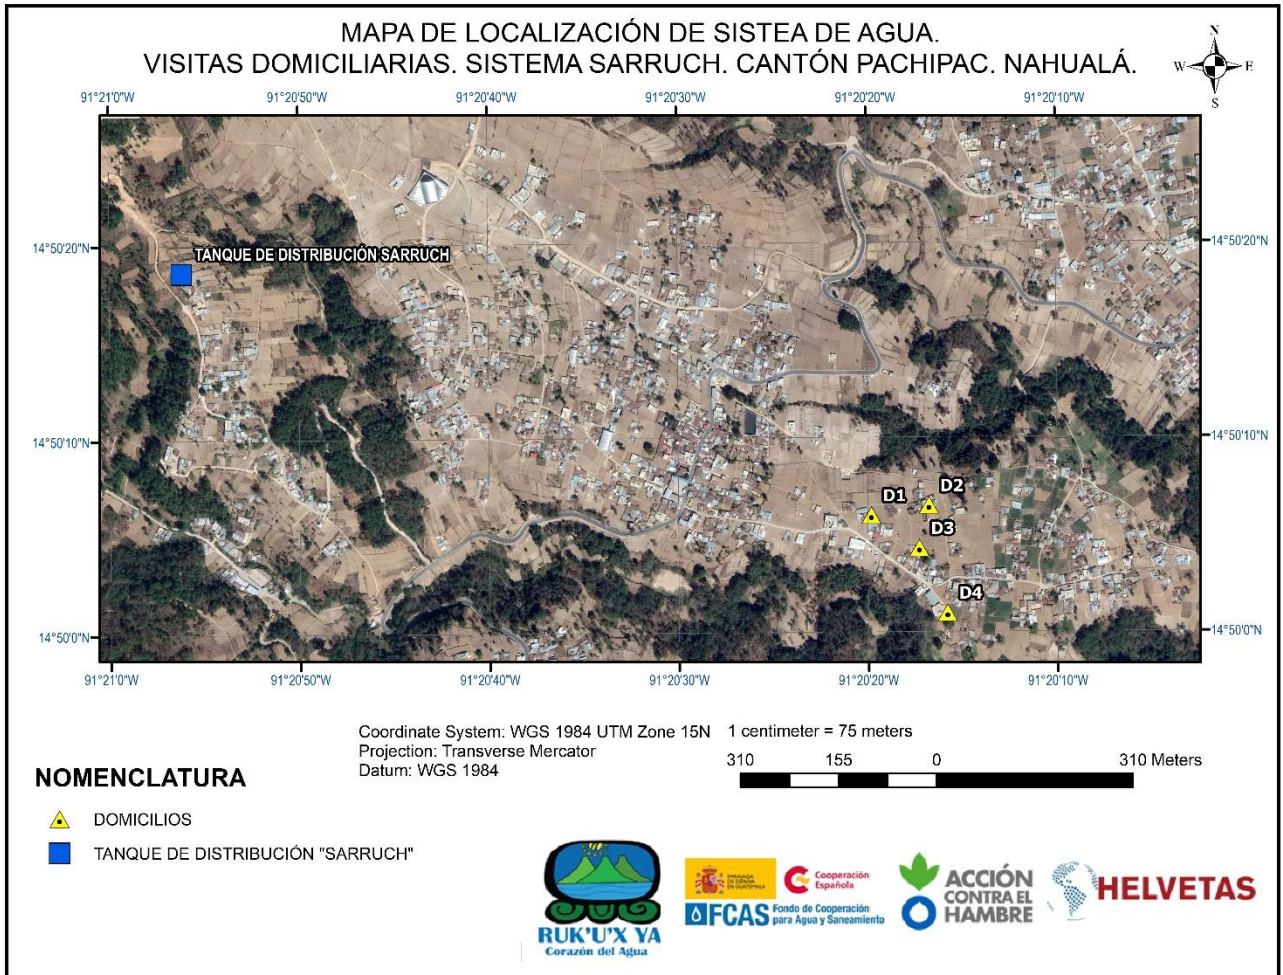 MAPA DE LOCALIZACIÓN DE SISTEA DE AGUA.
VISITAS DOMICILIARIAS. SISTEMA SARRUCH. CANTÓN PACHIPAC. NAHUALÁ.
N
W E
S
91°21'0"W 91°20'50"W 91°20'40"W 91°20'30"W 91°20'20"W 91°20'10"W
14°50'20"N 14°50'20"N
TANQUE DE DISTRIBUCIÓN SARRUCH
14°50'10"N 14°50'10"N
D1 D2
D3
D4
14°50'0"N 14°50'0"N
91°21'0"W 91°20'50"W 91°20'40"W 91°20'30"W 91°20'20"W 91°20'10"W
Coordinate System: WGS 1984 UTM Zone 15N
Projection: Transverse Mercator
Datum: WGS 1984
1 centimeter = 75 meters
310 155 0 310 Meters
NOMENCLATURA
DOMICILIOS
TANQUE DE DISTRIBUCIÓN "SARRUCH"
RUK'U'X YA
Corazón del Agua
EMBAJADA
DE ESPAÑA
EN GUATEMALA
Cooperación
Española
FCAS
Fondo de Cooperación
para Agua y Saneamiento
ACCIÓN
CONTRA EL
HAMBRE
HELVETAS